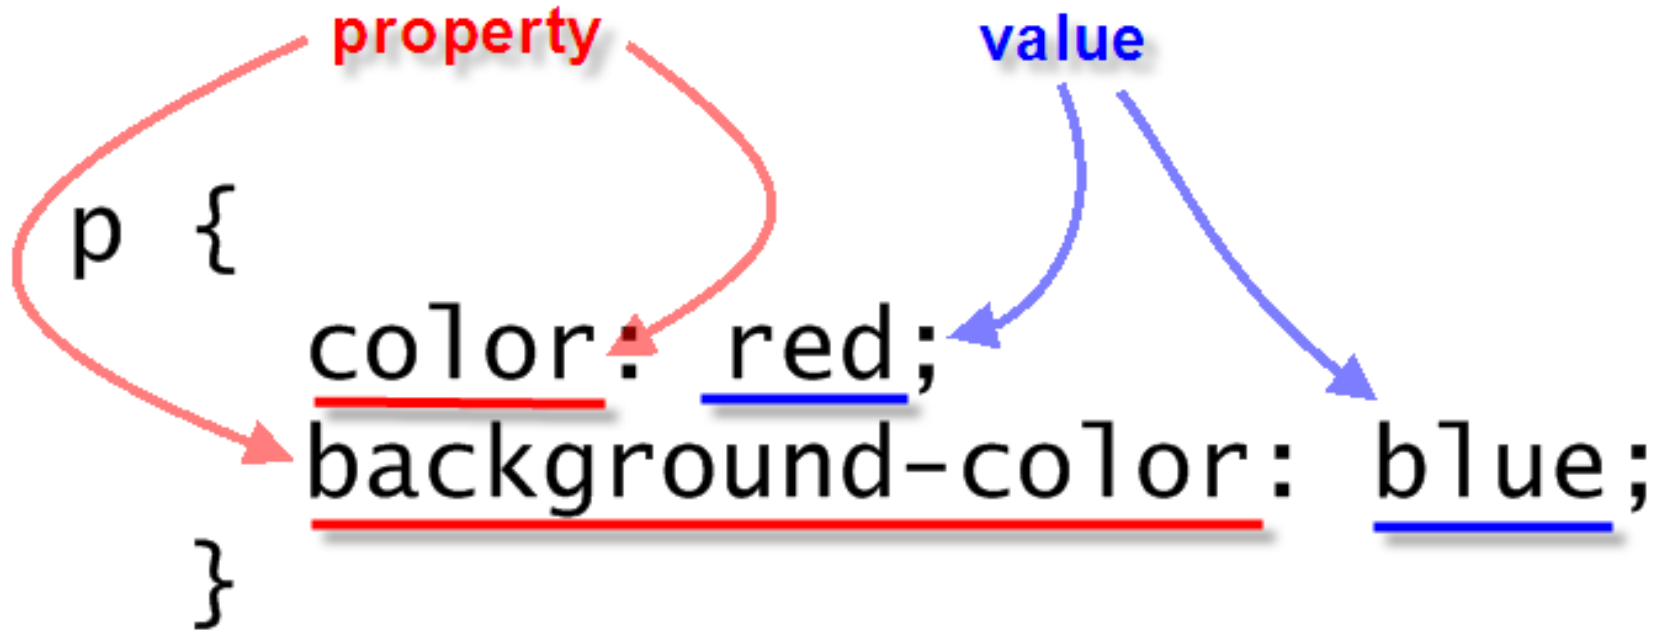 property value
p {
color: red;
background-color: blue;
}